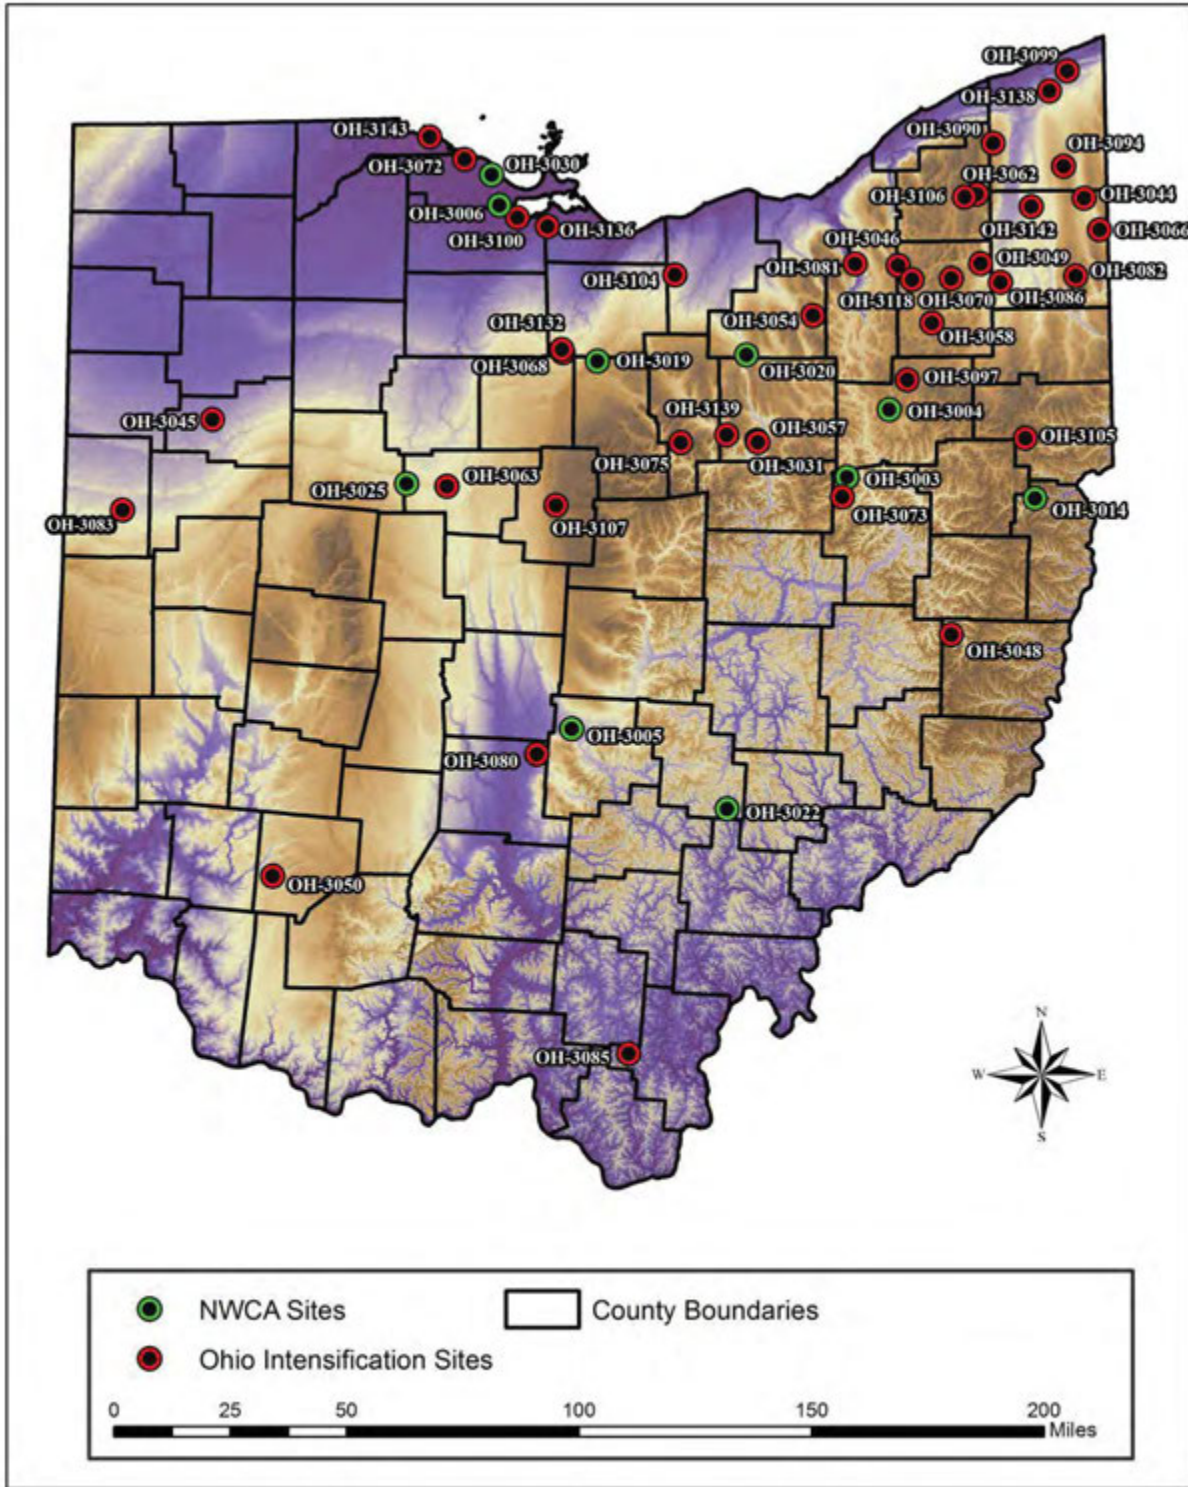 OH-3099
OH-3138
OH-3143
OH-3090
OH-3094
OH-3072
OH-3030
OH-3062
OH-3106
OH-3044
OH-3006
OH-3142
OH-3100
OH-3136
OH-3066
OH-3046
OH-3081
OH-3049
OH-3104
OH-3082
OH-3118
OH-3070
OH-3086
OH-3054
OH-3132
OH-3058
OH-3068
OH-3019
OH-3020
OH-3097
OH-3045
OH-3139
OH-3004
OH-3057
OH-3105
OH-3075
OH-3031
OH-3063
OH-3003
OH-3025
OH-3014
OH-3083
OH-3107
OH-3073
OH-3048
OH-3005
OH-3080
OH-3022
OH-3050
OH-3085
N
W
E
S
NWCA Sites
County Boundaries
Ohio Intensification Sites
0 25 50 100 150 200
Miles